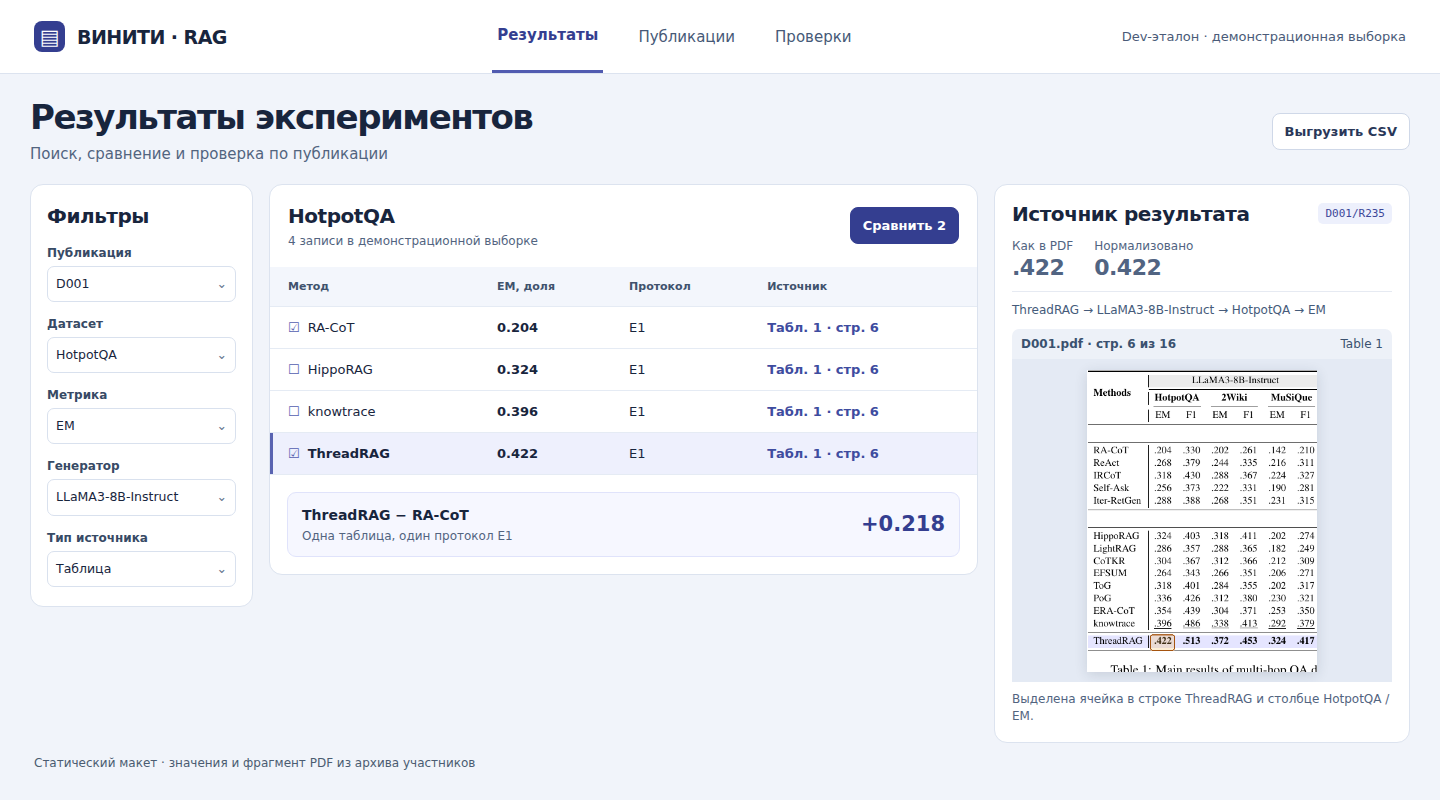 ВИНИТИ · RAG
Результаты
Публикации
Проверки
Dev-эталон · демонстрационная выборка
Результаты экспериментов
Поиск, сравнение и проверка по публикации
Выгрузить CSV
Фильтры
Публикация
D001
Датасет
HotpotQA
Метрика
EM
Генератор
LLaMA3-8B-Instruct
Тип источника
Таблица
HotpotQA
4 записи в демонстрационной выборке
Сравнить 2
Метод EM, доля Протокол Источник
☑ RA-CoT 0.204 E1 Табл. 1 · стр. 6
☐ HippoRAG 0.324 E1 Табл. 1 · стр. 6
☐ knowtrace 0.396 E1 Табл. 1 · стр. 6
☑ ThreadRAG 0.422 E1 Табл. 1 · стр. 6
ThreadRAG − RA-CoT
Одна таблица, один протокол E1
+0.218
Источник результата
D001/R235
Как в PDF Нормализовано
.422 0.422
ThreadRAG → LLaMA3-8B-Instruct → HotpotQA → EM
D001.pdf · стр. 6 из 16 Table 1
LLaMA3-8B-Instruct
Methods HotpotQA 2Wiki MuSiQue
EM F1 EM F1 EM F1
RA-CoT .204 .330 .202 .261 .142 .210
ReAct .268 .379 .244 .335 .216 .311
IRCoT .318 .430 .288 .367 .224 .327
Self-Ask .256 .373 .222 .331 .190 .281
Iter-RetGen .288 .388 .268 .351 .231 .315
HippoRAG .324 .403 .318 .411 .202 .274
LightRAG .286 .357 .288 .365 .182 .249
CoTKR .304 .367 .312 .366 .212 .309
EFSUM .264 .343 .266 .351 .206 .271
ToG .318 .401 .284 .355 .202 .317
PoG .336 .426 .312 .380 .230 .321
ERA-CoT .354 .439 .304 .371 .253 .350
knowtrace .396 .486 .338 .413 .292 .379
ThreadRAG .422 .513 .372 .453 .324 .417
Table 1: Main results of multi-hop QA d
Выделена ячейка в строке ThreadRAG и столбце HotpotQA /
EM.
Статический макет · значения и фрагмент PDF из архива участников